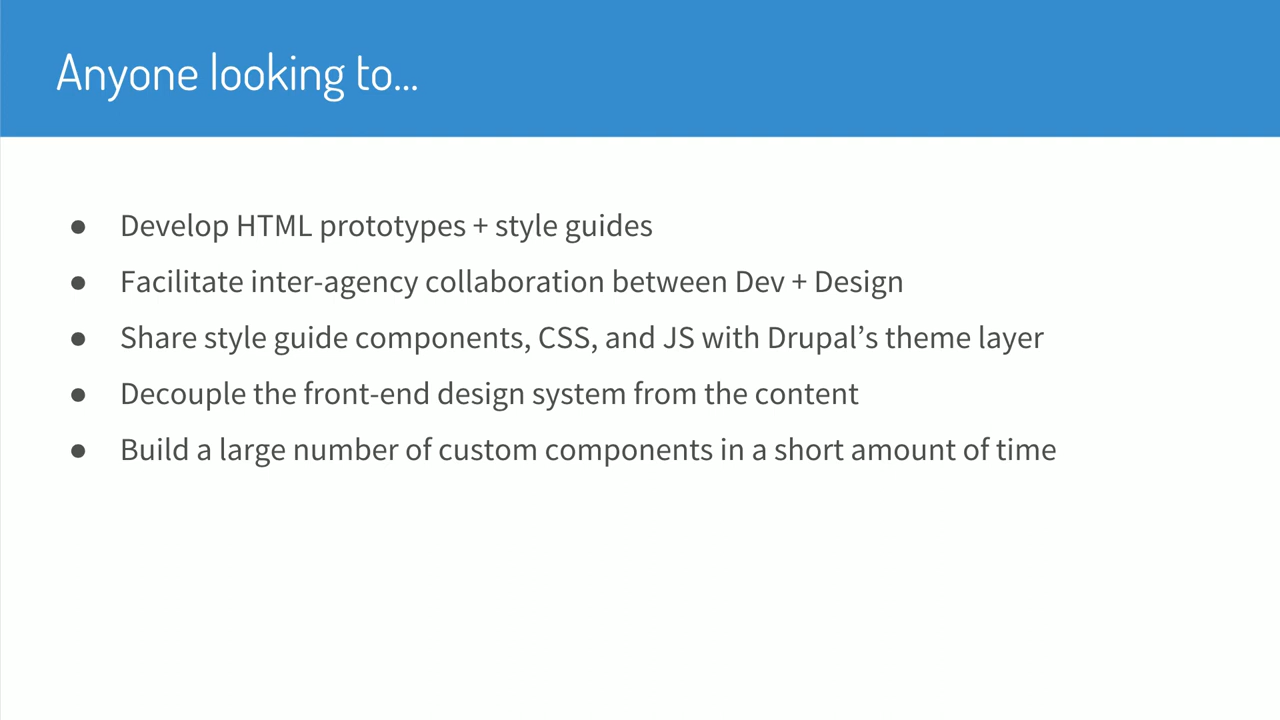 Anyone looking to...
● Develop HTML prototypes + style guides
● Facilitate inter-agency collaboration between Dev + Design
● Share style guide components, CSS, and JS with Drupal’s theme layer
● Decouple the front-end design system from the content
● Build a large number of custom components in a short amount of time